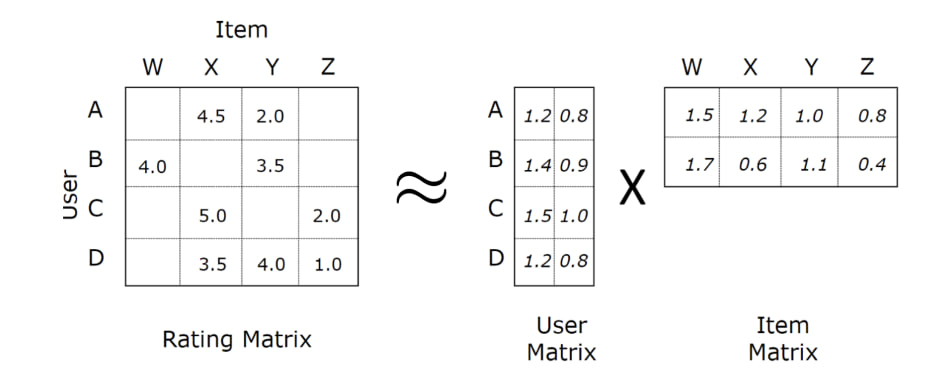 Item
W X Y Z W X Y Z
A 4.5 2.0 A 1.2 0.8 1.5 1.2 1.0 0.8
B 4.0 3.5 B 1.4 0.9 1.7 0.6 1.1 0.4
User
≈ X
C 5.0 2.0 C 1.5 1.0
D 3.5 4.0 1.0 D 1.2 0.8
Rating Matrix
User
Matrix
Item
Matrix